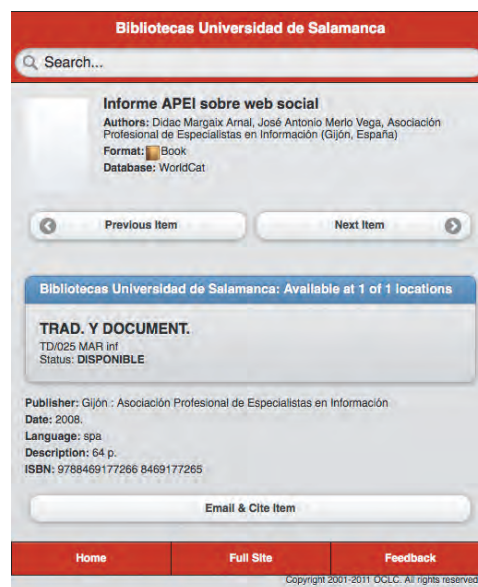 Bibliotecas Universidad de Salamanca
Search...
Informe APEI sobre web social
Authors: Didac Margaix Arnal, José Antonio Merlo Vega, Asociación
Profesional de Especialistas en Información (Gijón, España)
Format: Book
Database: WorldCat
Previous Item
Next Item
Bibliotecas Universidad de Salamanca: Available at 1 of 1 locations
TRAD. Y DOCUMENT.
TD/025 MAR inf
Status: DISPONIBLE
Publisher: Gijón : Asociación Profesional de Especialistas en Información
Date: 2008.
Language: spa
Description: 64 p.
ISBN: 9788469177266 8469177265
Email & Cite Item
Home
Full Site
Feedback
Copyright 2001-2011 OCLC. All rights reserved